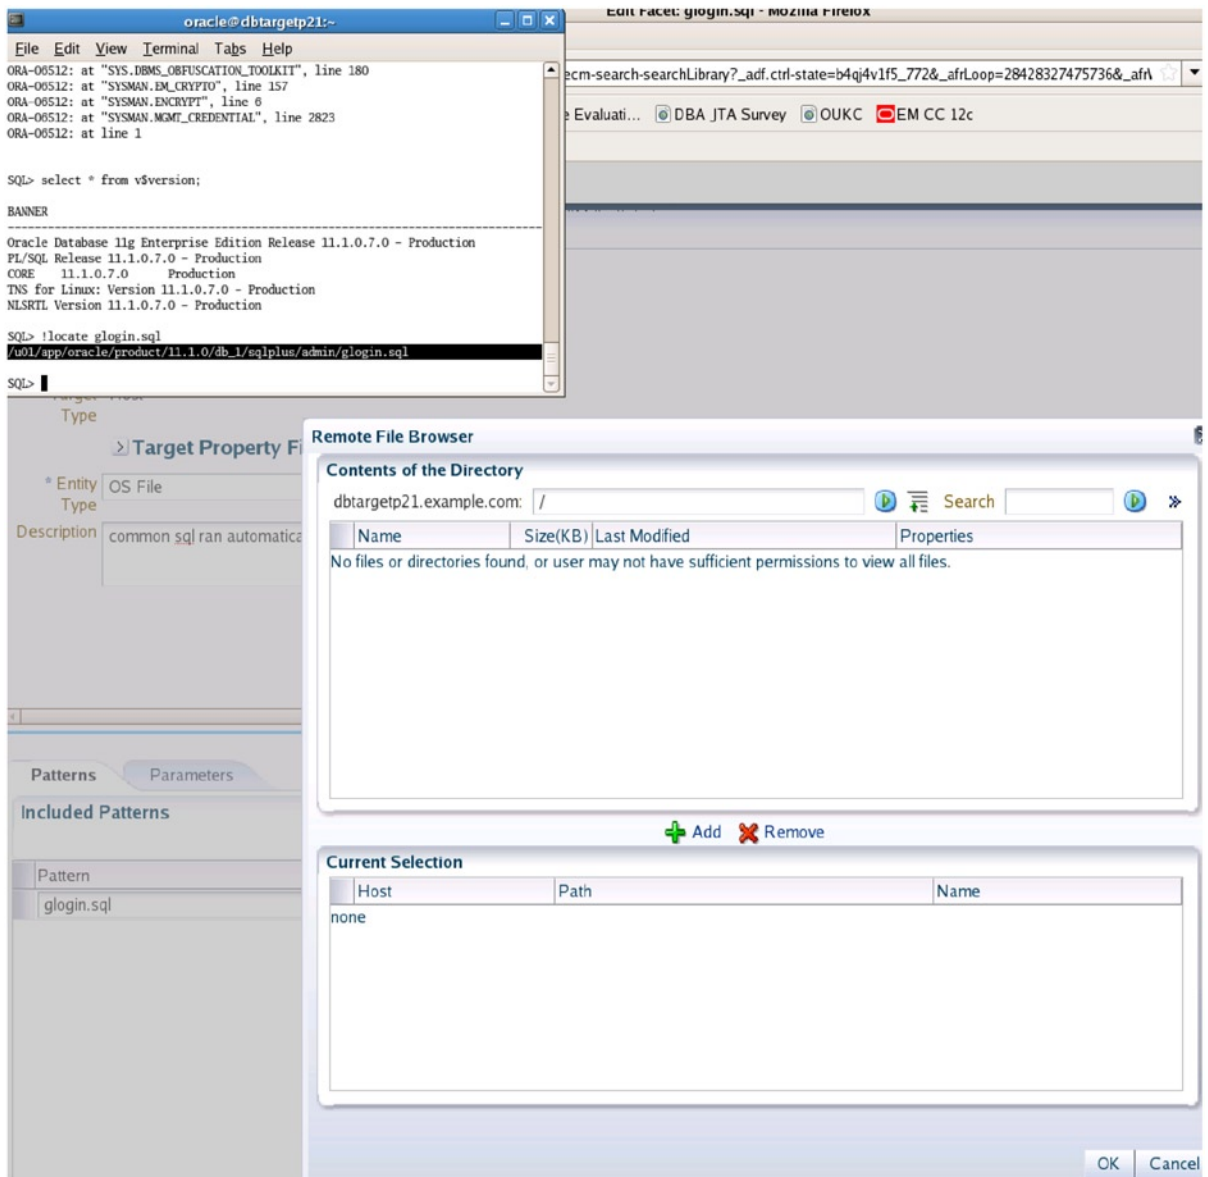 oracle@dbtargetp21:~
File Edit View Terminal Tabs Help
ORA-06512: at "SYS.DBMS_OBFUSCATION_TOOLKIT", line 180
ORA-06512: at "SYSMAN.EM_CRYPTO", line 157
ORA-06512: at "SYSMAN.ENCRYPT", line 6
ORA-06512: at "SYSMAN.MGMT_CREDENTIAL", line 2823
ORA-06512: at line 1
SQL> select * from v$version;
BANNER
--------------------------------------------------------------------------------
Oracle Database 11g Enterprise Edition Release 11.1.0.7.0 - Production
PL/SQL Release 11.1.0.7.0 - Production
CORE 11.1.0.7.0 Production
TNS for Linux: Version 11.1.0.7.0 - Production
NLSRTL Version 11.1.0.7.0 - Production
SQL> !locate glogin.sql
/u01/app/oracle/product/11.1.0/db_1/sqlplus/admin/glogin.sql
SQL>
Edit Facet: glogin.sql - Mozilla Firefox
ecm-search-searchLibrary?_adf.ctrl-state=b4qj4v1f5_772&_afrLoop=28428327475736&_afr
e Evaluati... DBA JTA Survey OUKC EM CC 12c
Target Host
Type
Target Property Fi
* Entity Type OS File
Description common sql ran automatica
Patterns Parameters
Included Patterns
Pattern
glogin.sql
Remote File Browser
Contents of the Directory
dbtargetp21.example.com: / Search
Name Size(KB) Last Modified Properties
No files or directories found, or user may not have sufficient permissions to view all files.
Add Remove
Current Selection
Host Path Name
none
OK Cancel